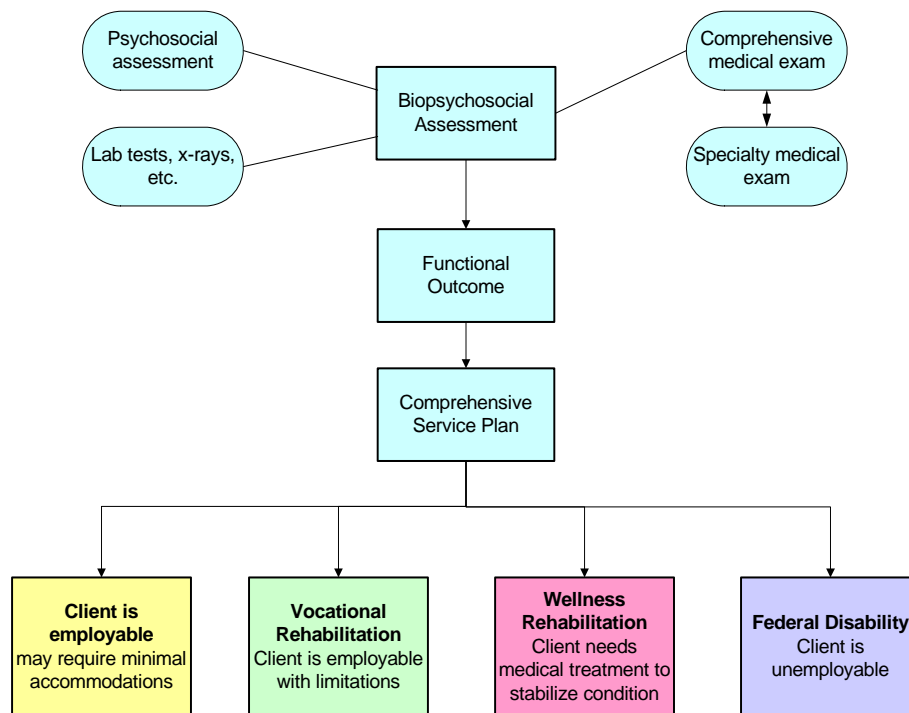 Psychosocial
assessment
Comprehensive
medical exam
Biopsychosocial
Assessment
Lab tests, x-rays,
etc.
Specialty medical
exam
Functional
Outcome
Comprehensive
Service Plan
Client is
employable
may require minimal
accommodations
Vocational
Rehabilitation
Client is employable
with limitations
Wellness
Rehabilitation
Client needs
medical treatment to
stabilize condition
Federal Disability
Client is
unemployable